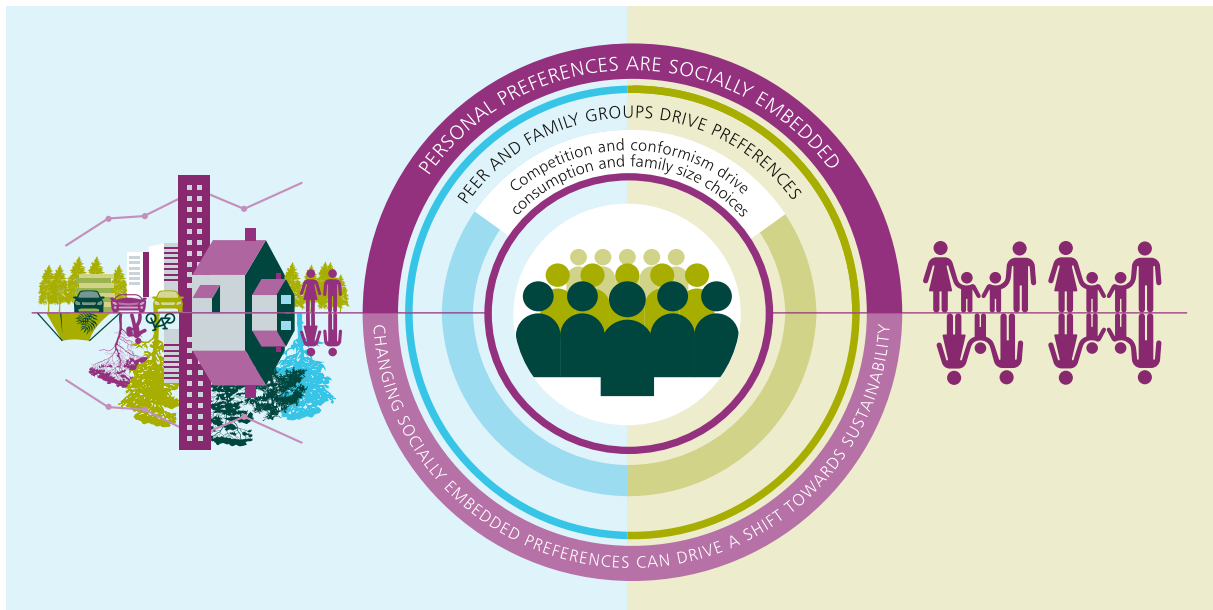 PERSONAL PREFERENCES ARE SOCIALLY EMBEDDED
PEER AND FAMILY GROUPS DRIVE PREFERENCES
Competition and conformism drive
consumption and family size choices
CHANGING SOCIALLY EMBEDDED PREFERENCES CAN DRIVE A SHIFT TOWARDS SUSTAINABILITY